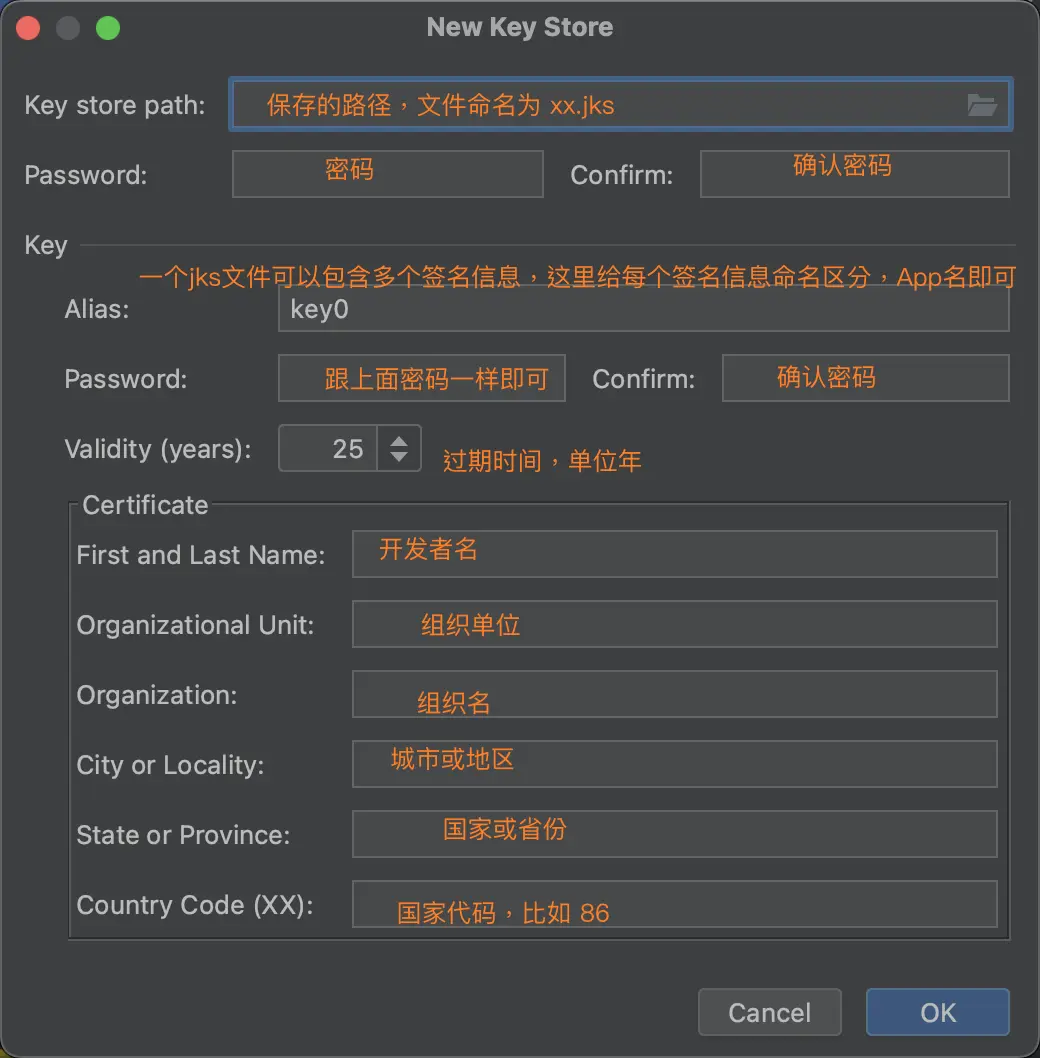 New Key Store
Key store path: 保存的路径，文件命名为 xx.jks
Password: 密码 Confirm: 确认密码
Key
一个jks文件可以包含多个签名信息，这里给每个签名信息命名区分，App名即可
Alias: key0
Password: 跟上面密码一样即可 Confirm: 确认密码
Validity (years): 25 过期时间，单位年
Certificate
First and Last Name: 开发者名
Organizational Unit: 组织单位
Organization: 组织名
City or Locality: 城市或地区
State or Province: 国家或省份
Country Code (XX): 国家代码，比如 86
Cancel OK